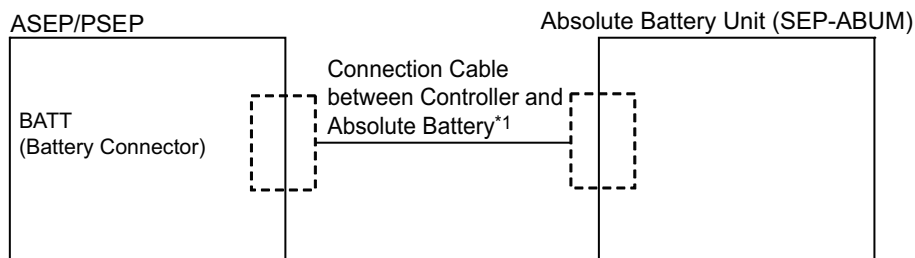 ASEP/PSEP
Absolute Battery Unit (SEP-ABUM)
Connection Cable
between Controller and
Absolute Battery*1
BATT
(Battery Connector)